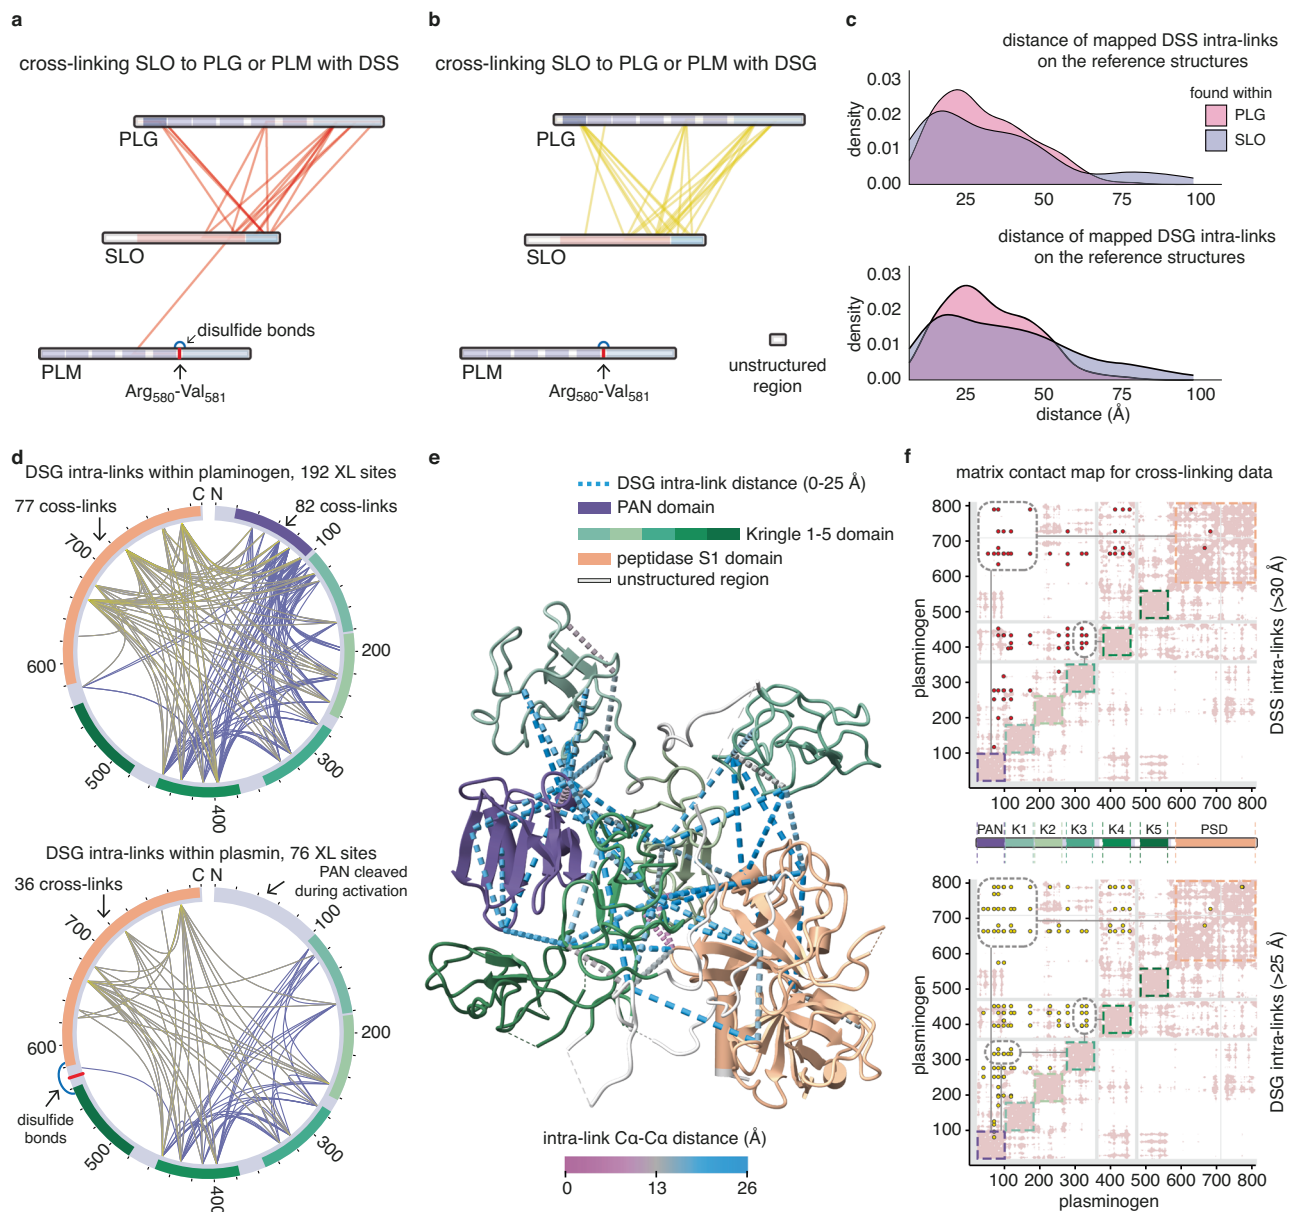 a
cross-linking SLO to PLG or PLM with DSS
PLG
SLO
disulfide bonds
PLM
Arg580-Val581
b
cross-linking SLO to PLG or PLM with DSG
PLG
SLO
PLM
Arg580-Val581
unstructured
region
c
distance of mapped DSS intra-links
on the reference structures
found within
PLG
SLO
density
0.03
0.02
0.01
0.00
25 50 75 100
distance of mapped DSG intra-links
on the reference structures
density
0.03
0.02
0.01
0.00
25 50 75 100
distance (Å)
d
DSG intra-links within plaminogen, 192 XL sites
77 coss-links
C N
82 coss-links
100
200
300
400
500
600
700
DSG intra-links within plasmin, 76 XL sites
36 cross-links
C N
PAN cleaved
during activation
100
200
300
400
500
600
700
disulfide
bonds
e
DSG intra-link distance (0-25 Å)
PAN domain
Kringle 1-5 domain
peptidase S1 domain
unstructured region
intra-link Cα-Cα distance (Å)
0 13 26
f
matrix contact map for cross-linking data
plasminogen
800
700
600
500
400
300
200
100
100 200 300 400 500 600 700 800
DSS intra-links (>30 Å)
PAN K1 K2 K3 K4 K5 PSD
plasminogen
800
700
600
500
400
300
200
100
100 200 300 400 500 600 700 800
plasminogen
DSG intra-links (>25 Å)